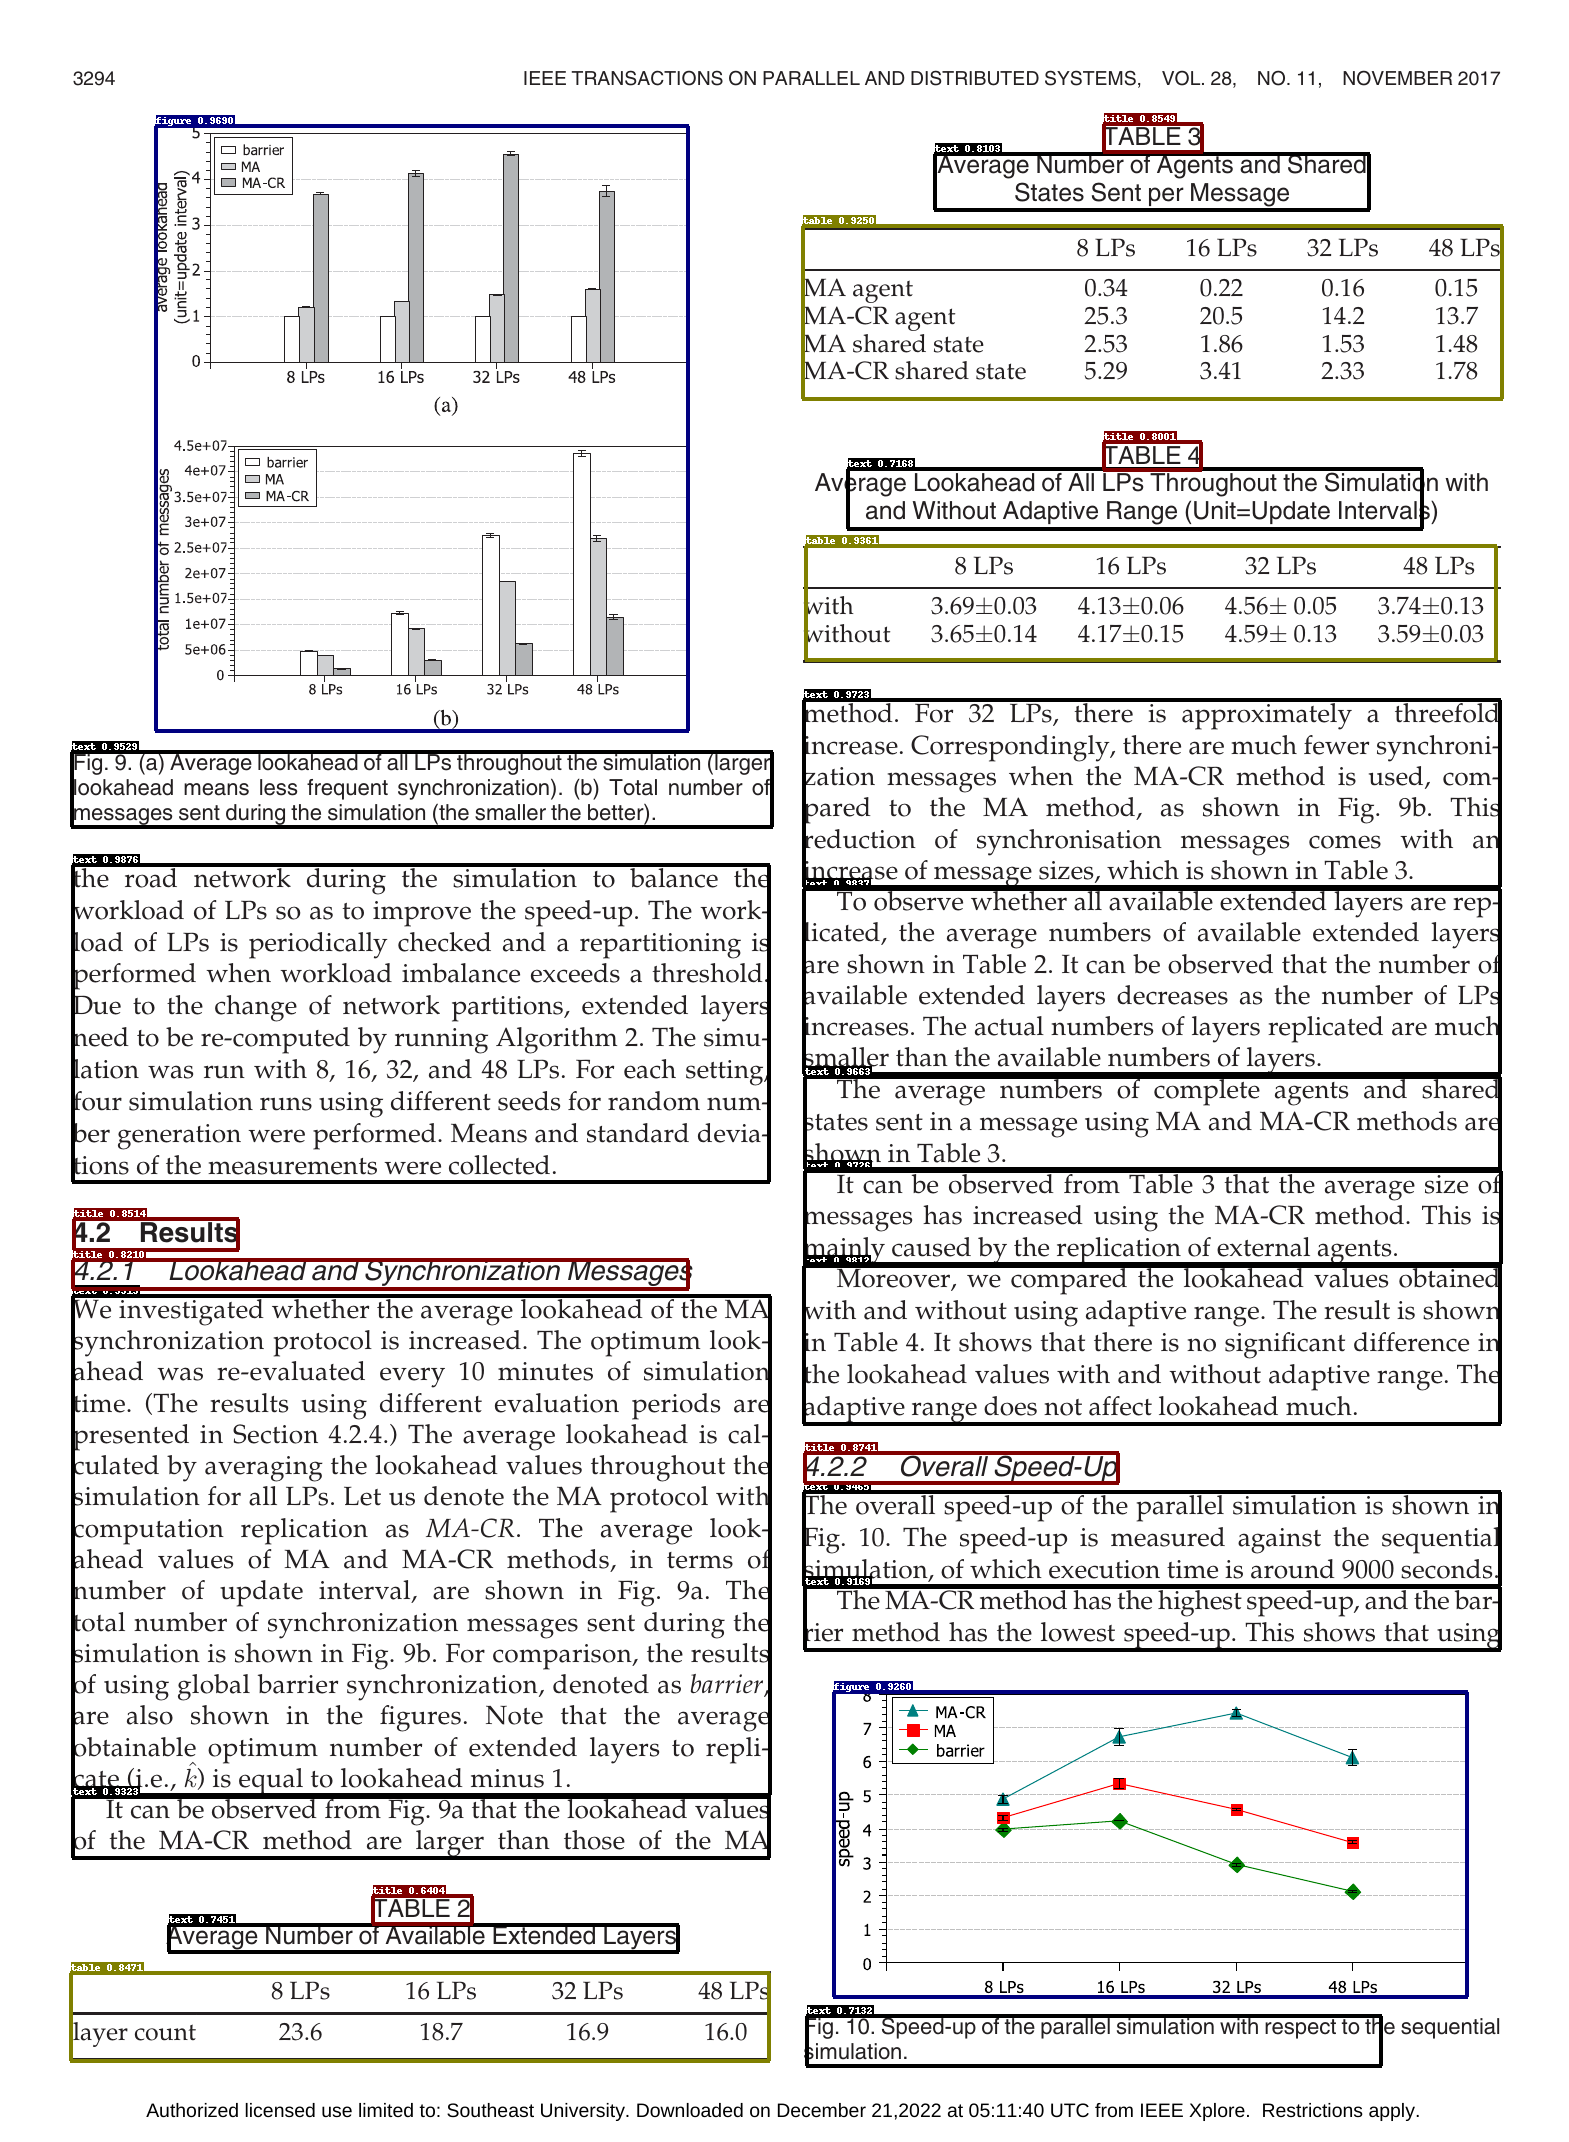 3294
IEEE TRANSACTIONS ON PARALLEL AND DISTRIBUTED SYSTEMS, VOL. 28, NO. 11, NOVEMBER 2017
figure 0.9690
5
4
3
2
1
0
average lookahead
(unit=update interval)
barrier
MA
MA-CR
8 LPs 16 LPs 32 LPs 48 LPs
(a)
4.5e+07
4e+07
3.5e+07
3e+07
2.5e+07
2e+07
1.5e+07
1e+07
5e+06
0
total number of messages
barrier
MA
MA-CR
8 LPs 16 LPs 32 LPs 48 LPs
(b)
text 0.9529
Fig. 9. (a) Average lookahead of all LPs throughout the simulation (larger
lookahead means less frequent synchronization). (b) Total number of
messages sent during the simulation (the smaller the better).
text 0.9876
the road network during the simulation to balance the
workload of LPs so as to improve the speed-up. The work-
load of LPs is periodically checked and a repartitioning is
performed when workload imbalance exceeds a threshold.
Due to the change of network partitions, extended layers
need to be re-computed by running Algorithm 2. The simu-
lation was run with 8, 16, 32, and 48 LPs. For each setting,
four simulation runs using different seeds for random num-
ber generation were performed. Means and standard devia-
tions of the measurements were collected.
title 0.8514
4.2 Results
title 0.8210
4.2.1 Lookahead and Synchronization Messages
We investigated whether the average lookahead of the MA
synchronization protocol is increased. The optimum look-
ahead was re-evaluated every 10 minutes of simulation
time. (The results using different evaluation periods are
presented in Section 4.2.4.) The average lookahead is cal-
culated by averaging the lookahead values throughout the
simulation for all LPs. Let us denote the MA protocol with
computation replication as MA-CR. The average look-
ahead values of MA and MA-CR methods, in terms of
number of update interval, are shown in Fig. 9a. The
total number of synchronization messages sent during the
simulation is shown in Fig. 9b. For comparison, the results
of using global barrier synchronization, denoted as barrier,
are also shown in the figures. Note that the average
obtainable optimum number of extended layers to repli-
cate (i.e., k̂) is equal to lookahead minus 1.
text 0.9323
It can be observed from Fig. 9a that the lookahead values
of the MA-CR method are larger than those of the MA
title 0.6404
TABLE 2
text 0.7451
Average Number of Available Extended Layers
table 0.8471
8 LPs 16 LPs 32 LPs 48 LPs
layer count 23.6 18.7 16.9 16.0
title 0.8549
TABLE 3
text 0.8103
Average Number of Agents and Shared
States Sent per Message
table 0.9250
8 LPs 16 LPs 32 LPs 48 LPs
MA agent 0.34 0.22 0.16 0.15
MA-CR agent 25.3 20.5 14.2 13.7
MA shared state 2.53 1.86 1.53 1.48
MA-CR shared state 5.29 3.41 2.33 1.78
title 0.8001
TABLE 4
text 0.7168
Average Lookahead of All LPs Throughout the Simulation with
and Without Adaptive Range (Unit=Update Intervals)
table 0.9361
8 LPs 16 LPs 32 LPs 48 LPs
with 3.69±0.03 4.13±0.06 4.56± 0.05 3.74±0.13
without 3.65±0.14 4.17±0.15 4.59± 0.13 3.59±0.03
text 0.9723
method. For 32 LPs, there is approximately a threefold
increase. Correspondingly, there are much fewer synchroni-
zation messages when the MA-CR method is used, com-
pared to the MA method, as shown in Fig. 9b. This
reduction of synchronisation messages comes with an
increase of message sizes, which is shown in Table 3.
To observe whether all available extended layers are rep-
licated, the average numbers of available extended layers
are shown in Table 2. It can be observed that the number of
available extended layers decreases as the number of LPs
increases. The actual numbers of layers replicated are much
smaller than the available numbers of layers.
text 0.9663
The average numbers of complete agents and shared
states sent in a message using MA and MA-CR methods are
shown in Table 3.
text 0.9726
It can be observed from Table 3 that the average size of
messages has increased using the MA-CR method. This is
mainly caused by the replication of external agents.
text 0.9812
Moreover, we compared the lookahead values obtained
with and without using adaptive range. The result is shown
in Table 4. It shows that there is no significant difference in
the lookahead values with and without adaptive range. The
adaptive range does not affect lookahead much.
title 0.8741
4.2.2 Overall Speed-Up
text 0.9465
The overall speed-up of the parallel simulation is shown in
Fig. 10. The speed-up is measured against the sequential
simulation, of which execution time is around 9000 seconds.
text 0.9169
The MA-CR method has the highest speed-up, and the bar-
rier method has the lowest speed-up. This shows that using
figure 0.9260
8
7
6
5
4
3
2
1
0
speed-up
MA-CR
MA
barrier
8 LPs 16 LPs 32 LPs 48 LPs
text 0.7132
Fig. 10. Speed-up of the parallel simulation with respect to the sequential
simulation.
Authorized licensed use limited to: Southeast University. Downloaded on December 21,2022 at 05:11:40 UTC from IEEE Xplore. Restrictions apply.